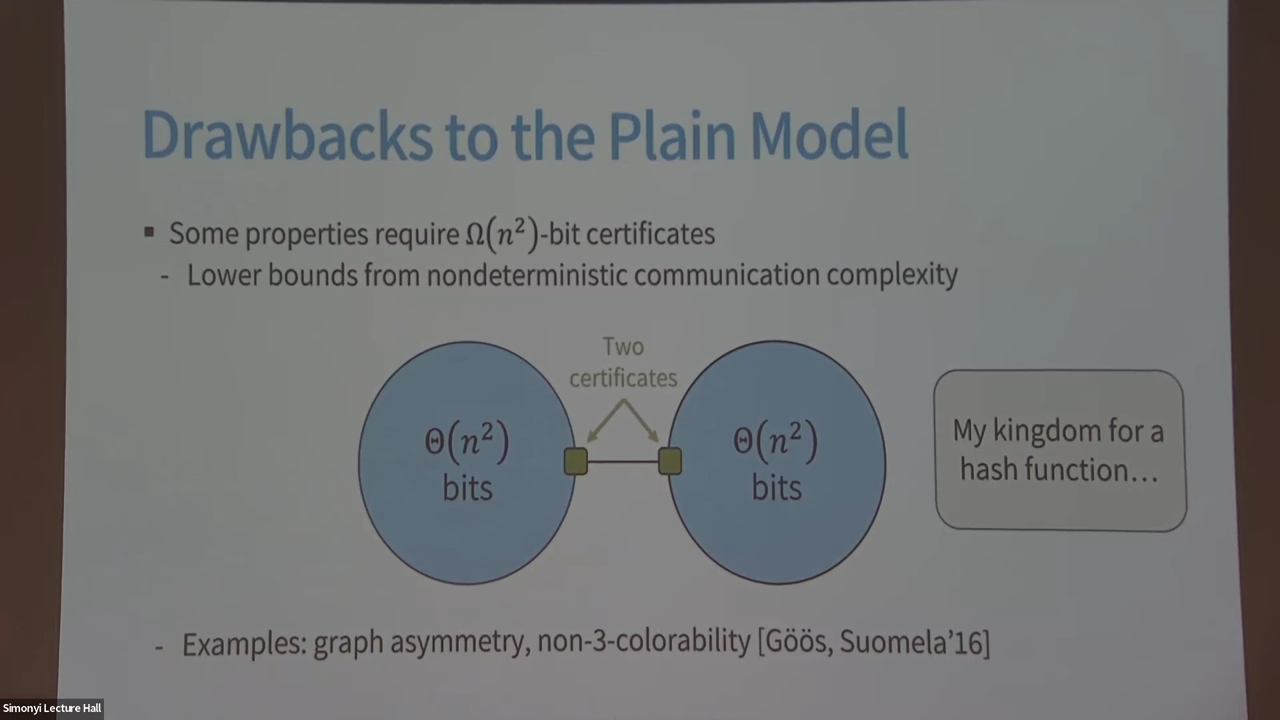 Drawbacks to the Plain Model
▪ Some properties require Ω(n²)-bit certificates
- Lower bounds from nondeterministic communication complexity
Two
certificates
Θ(n²)
bits
Θ(n²)
bits
My kingdom for a
hash function…
- Examples: graph asymmetry, non-3-colorability [Göös, Suomela’16]
Simonyi Lecture Hall